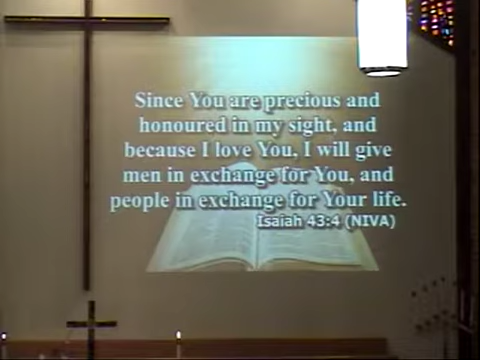 Since You are precious and
honoured in my sight, and
because I love You, I will give
men in exchange for You, and
people in exchange for Your life.
Isaiah 43:4 (NIVA)